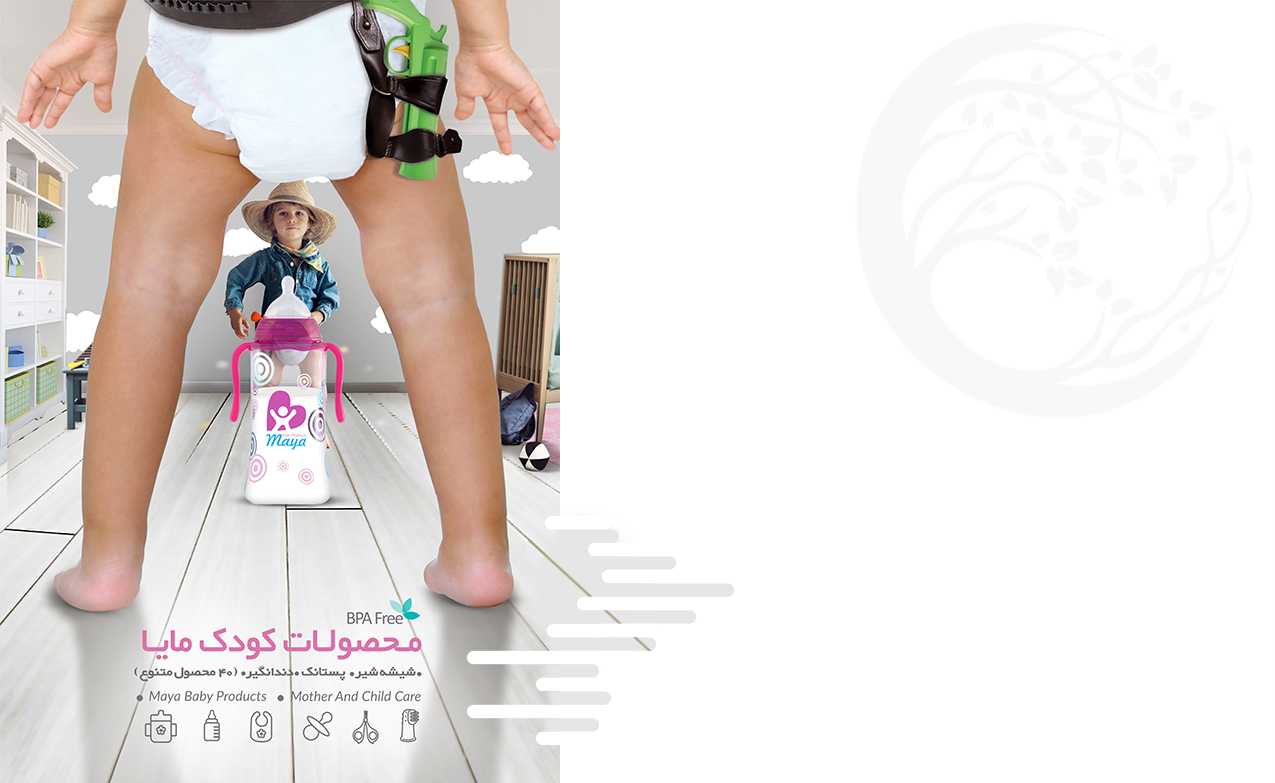 Maya
BPA Free
محصولات کودک مایا
•شیشه‌شیر• پستانک •دندانگیر• (۴۰ محصول متنوع)
• Maya Baby Products • Mother And Child Care